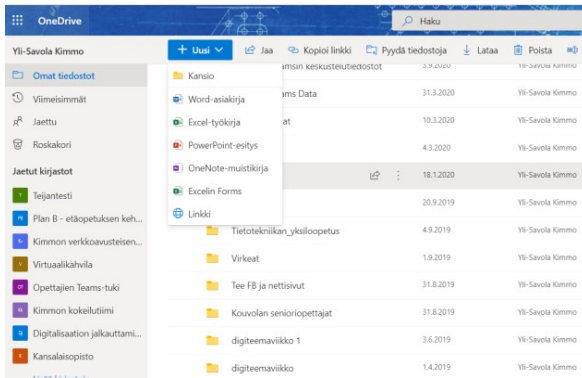 OneDrive
Haku
Yli-Savola Kimmo
+ Uusi
Jaa
Kopioi linkki
Pyydä tiedostoja
Lataa
Poista
Omat tiedostot
Viimeisimmät
Jaettu
Roskakori
Jaetut kirjastot
Teijantesti
Plan B - etäopetuksen keh...
Kimmon verkkoavusteisen...
Virtuaalikahvila
Opettajien Teams-tuki
Kimmon kokeilutiimi
Digitalisaation jalkauttami...
Kansalaisopisto
Kansio
Word-asiakirja
Excel-työkirja
PowerPoint-esitys
OneNote-muistikirja
Excelin Forms
Linkki
keskustelutiedostot 3.9.2020 Yli-Savola Kimmo
ms Data 31.3.2020 Yli-Savola Kimmo
at 10.3.2020 Yli-Savola Kimmo
4.3.2020 Yli-Savola Kimmo
18.1.2020 Yli-Savola Kimmo
20.9.2019 Yli-Savola Kimmo
Tietotekniikan_yksiloopetus 4.9.2019 Yli-Savola Kimmo
Virkeat 1.9.2019 Yli-Savola Kimmo
Tee FB ja nettisivut 31.8.2019 Yli-Savola Kimmo
Kouvolan senioriopettajat 31.8.2019 Yli-Savola Kimmo
digiteemaviikko 1 3.6.2019 Yli-Savola Kimmo
digiteemaviikko 1.4.2019 Yli-Savola Kimmo